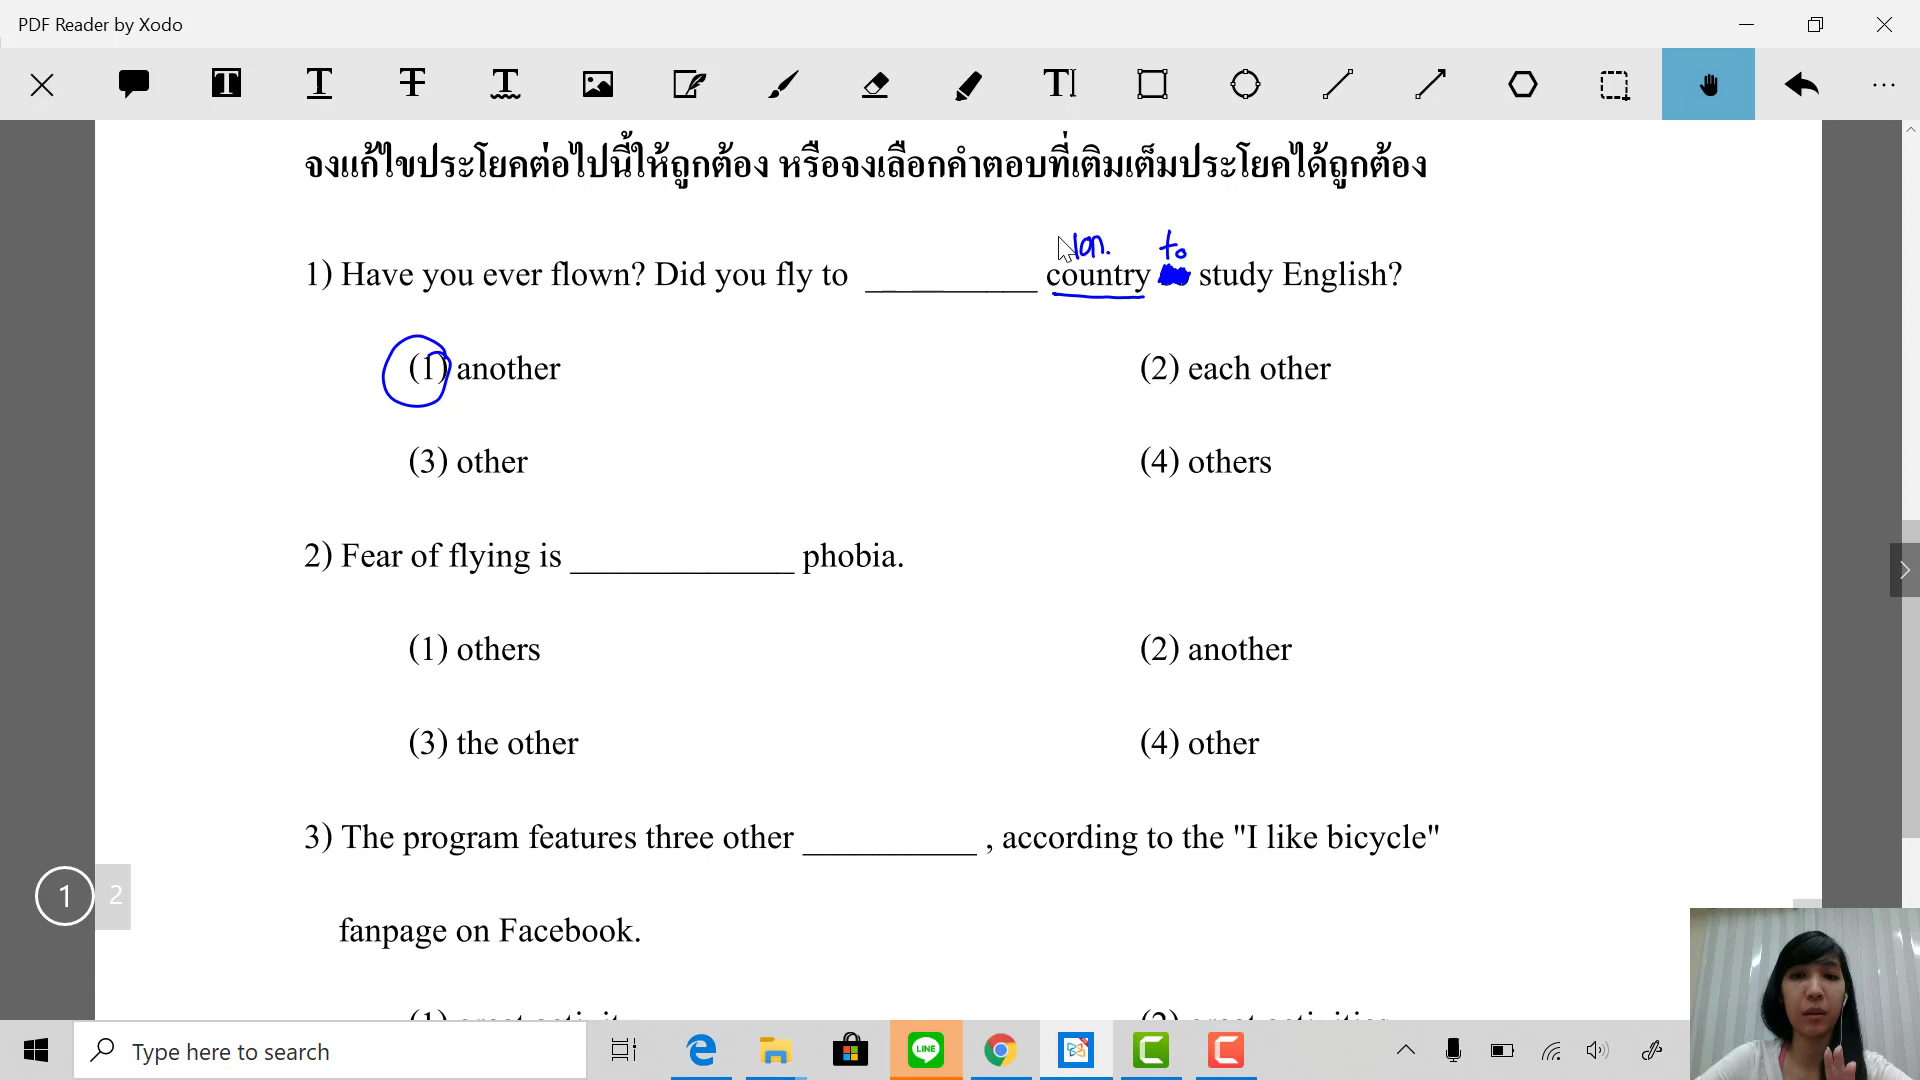 PDF Reader by Xodo
จงแก้ไขประโยคต่อไปนี้ให้ถูกต้อง หรือจงเลือกคำตอบที่เติมเต็มประโยคได้ถูกต้อง
to
1) Have you ever flown? Did you fly to __________ country study English?
(1) another
(2) each other
(3) other
(4) others
2) Fear of flying is _____________ phobia.
(1) others
(2) another
(3) the other
(4) other
3) The program features three other __________ , according to the "I like bicycle"
fanpage on Facebook.
1 2
Type here to search
LINE